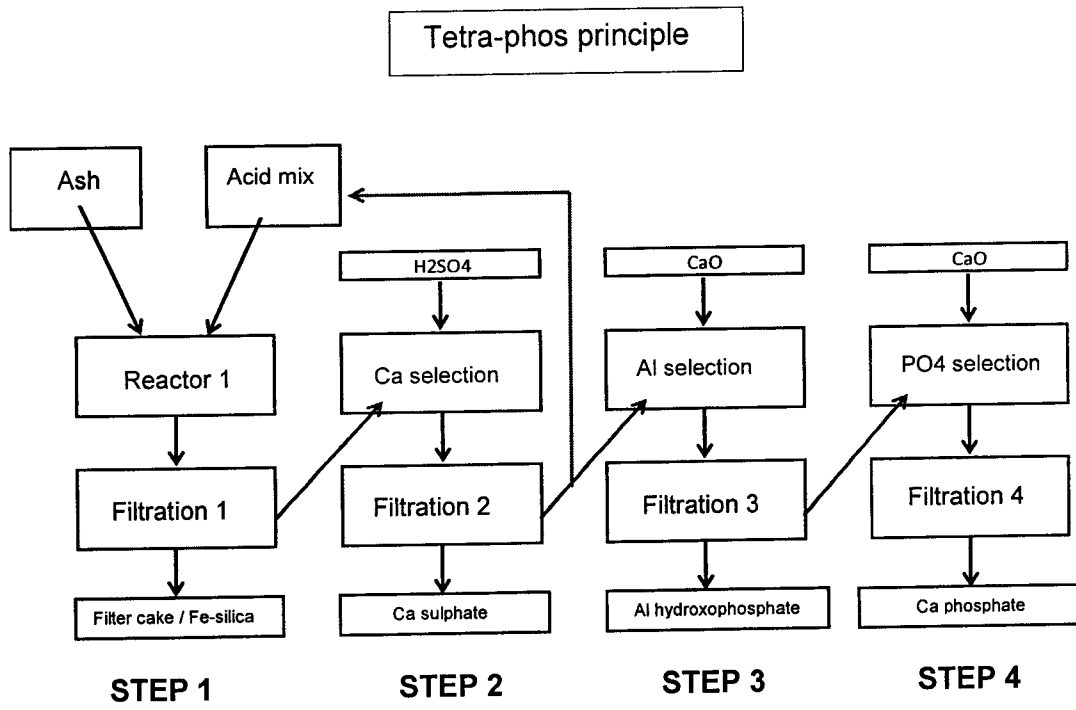 Tetra-phos principle
Ash
Acid mix
H2SO4
CaO
CaO
Reactor 1
Ca selection
Al selection
PO4 selection
Filtration 1
Filtration 2
Filtration 3
Filtration 4
Filter cake / Fe-silica
Ca sulphate
Al hydroxophosphate
Ca phosphate
STEP 1
STEP 2
STEP 3
STEP 4